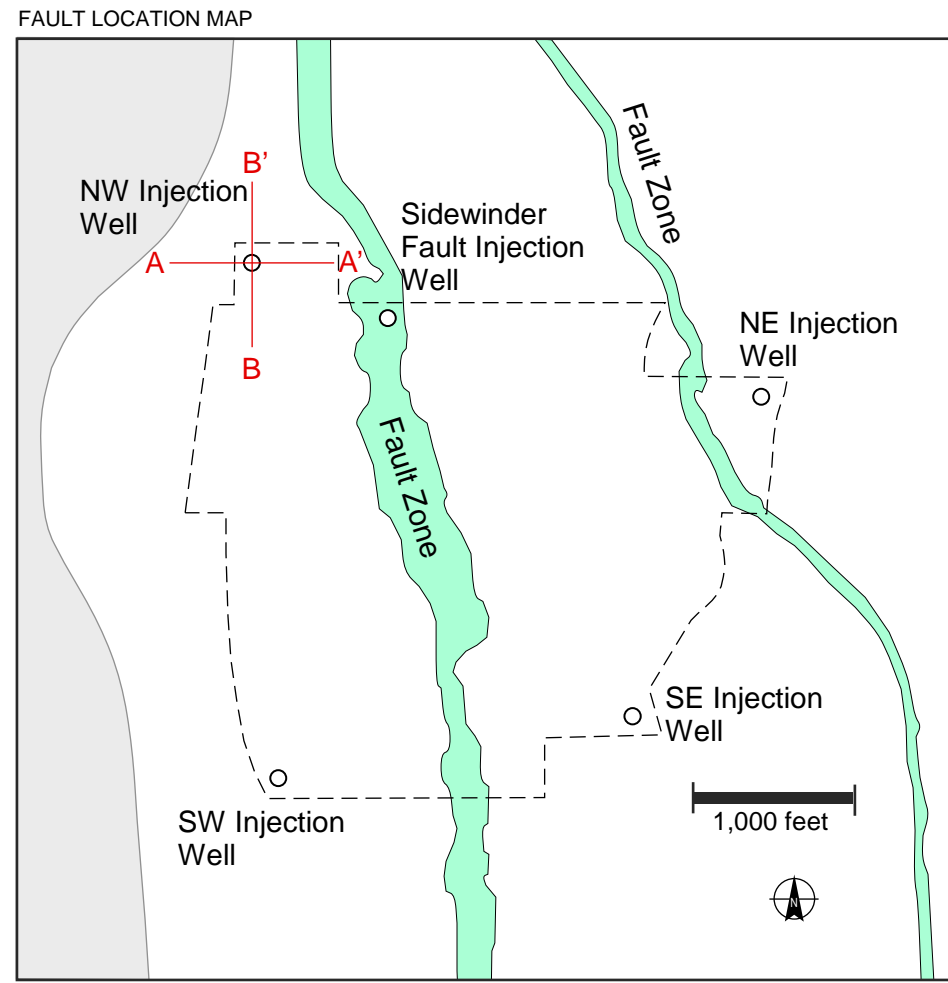 FAULT LOCATION MAP
Fault Zone
B’
NW Injection
Well
Sidewinder
Fault Injection
Well
A
A’
NE Injection
Well
B
Fault Zone
SE Injection
Well
1,000 feet
SW Injection
Well
N